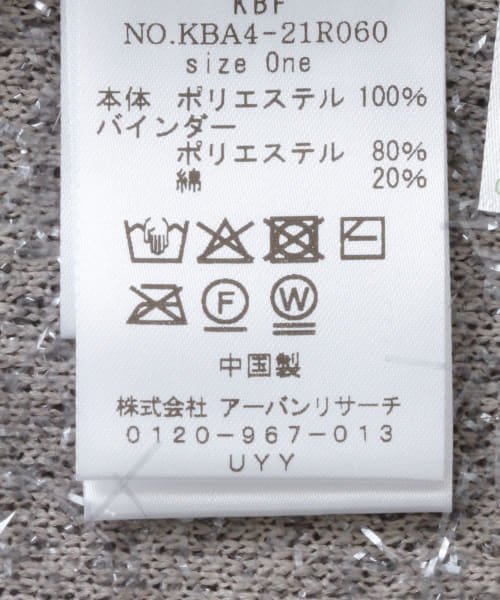 KBF
NO.KBA4-21R060
size One
本体 ポリエステル 100%
バインダー
ポリエステル 80%
綿 20%
F W
中国製
株式会社 アーバンリサーチ
0120-967-013
UYY